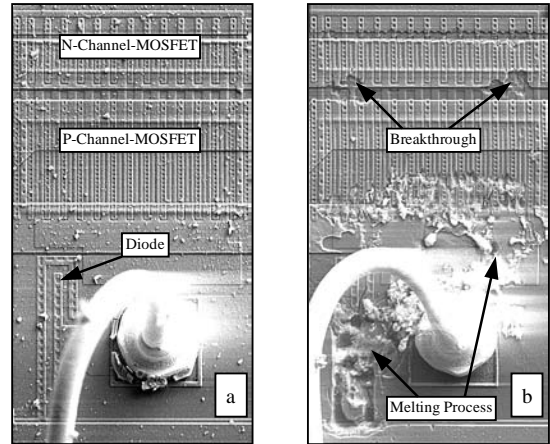 N-Channel-MOSFET
P-Channel-MOSFET
Diode
a
Breakthrough
Melting Process
b